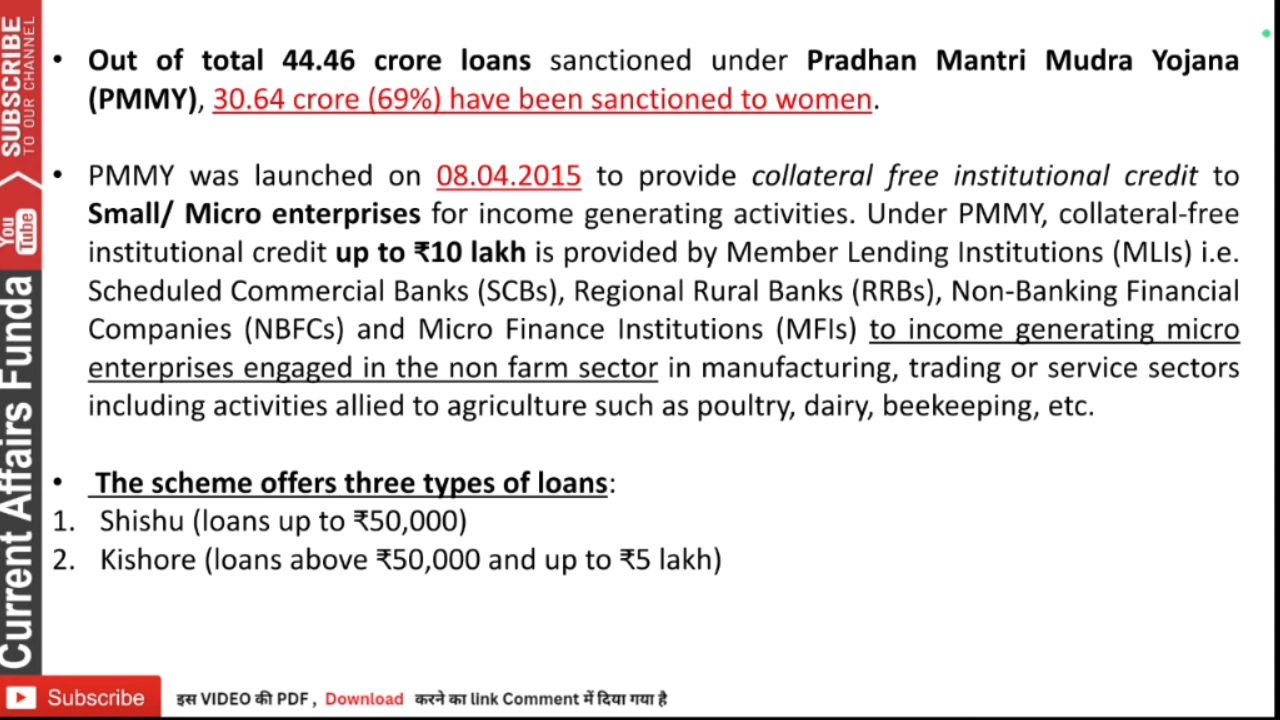 • Out of total 44.46 crore loans sanctioned under Pradhan Mantri Mudra Yojana
(PMMY), 30.64 crore (69%) have been sanctioned to women.
• PMMY was launched on 08.04.2015 to provide collateral free institutional credit to
Small/ Micro enterprises for income generating activities. Under PMMY, collateral-free
institutional credit up to ₹10 lakh is provided by Member Lending Institutions (MLIs) i.e.
Scheduled Commercial Banks (SCBs), Regional Rural Banks (RRBs), Non-Banking Financial
Companies (NBFCs) and Micro Finance Institutions (MFIs) to income generating micro
enterprises engaged in the non farm sector in manufacturing, trading or service sectors
including activities allied to agriculture such as poultry, dairy, beekeeping, etc.
• The scheme offers three types of loans:
1. Shishu (loans up to ₹50,000)
2. Kishore (loans above ₹50,000 and up to ₹5 lakh)
SUBSCRIBE
TO OUR CHANNEL
You
Tube
Current Affairs Funda
Subscribe
इस VIDEO की PDF , Download करने का link Comment में दिया गया है